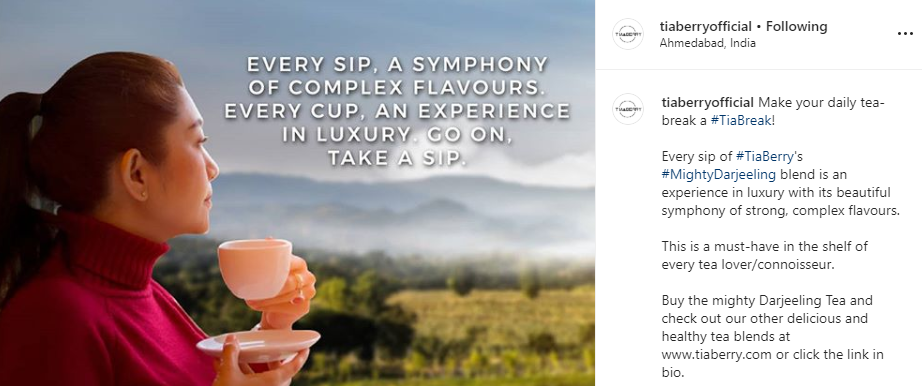 EVERY SIP, A SYMPHONY
OF COMPLEX FLAVOURS.
EVERY CUP, AN EXPERIENCE
IN LUXURY. GO ON,
TAKE A SIP.
TIABERRY
tiaberryofficial • Following
Ahmedabad, India
TIABERRY
tiaberryofficial Make your daily tea-
break a #TiaBreak!
Every sip of #TiaBerry's
#MightyDarjeeling blend is an
experience in luxury with its beautiful
symphony of strong, complex flavours.
This is a must-have in the shelf of
every tea lover/connoisseur.
Buy the mighty Darjeeling Tea and
check out our other delicious and
healthy tea blends at
www.tiaberry.com or click the link in
bio.